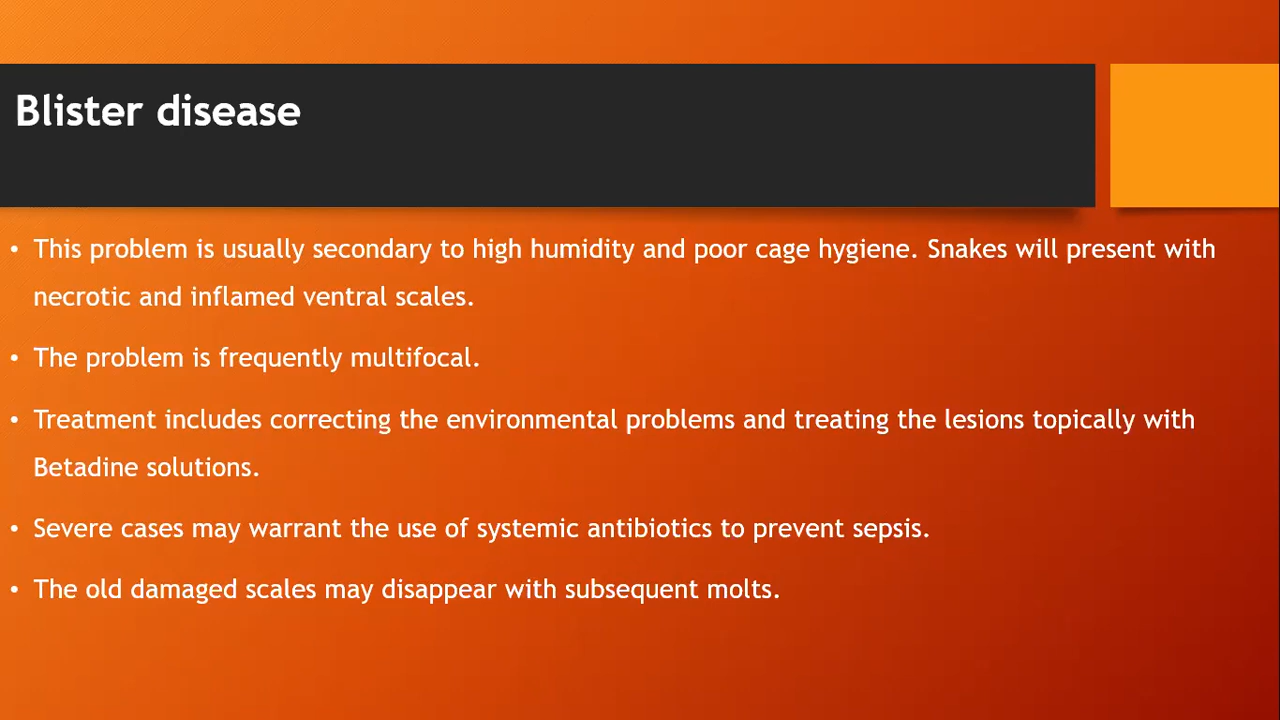 Blister disease
• This problem is usually secondary to high humidity and poor cage hygiene. Snakes will present with
necrotic and inflamed ventral scales.
• The problem is frequently multifocal.
• Treatment includes correcting the environmental problems and treating the lesions topically with
Betadine solutions.
• Severe cases may warrant the use of systemic antibiotics to prevent sepsis.
• The old damaged scales may disappear with subsequent molts.